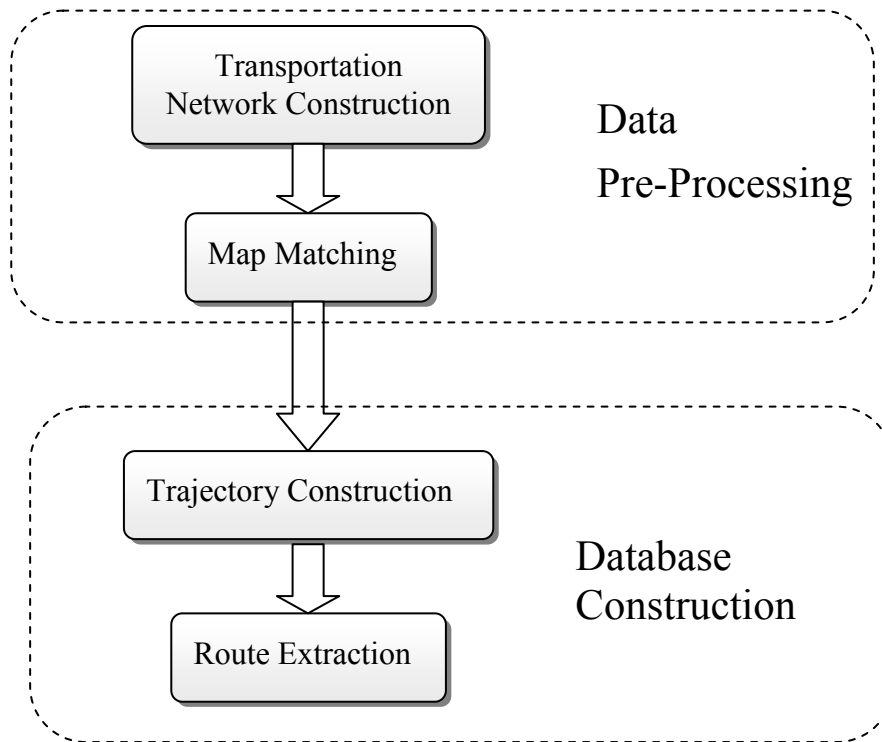 Transportation
Network Construction
Data
Pre-Processing
Map Matching
Trajectory Construction
Database
Construction
Route Extraction